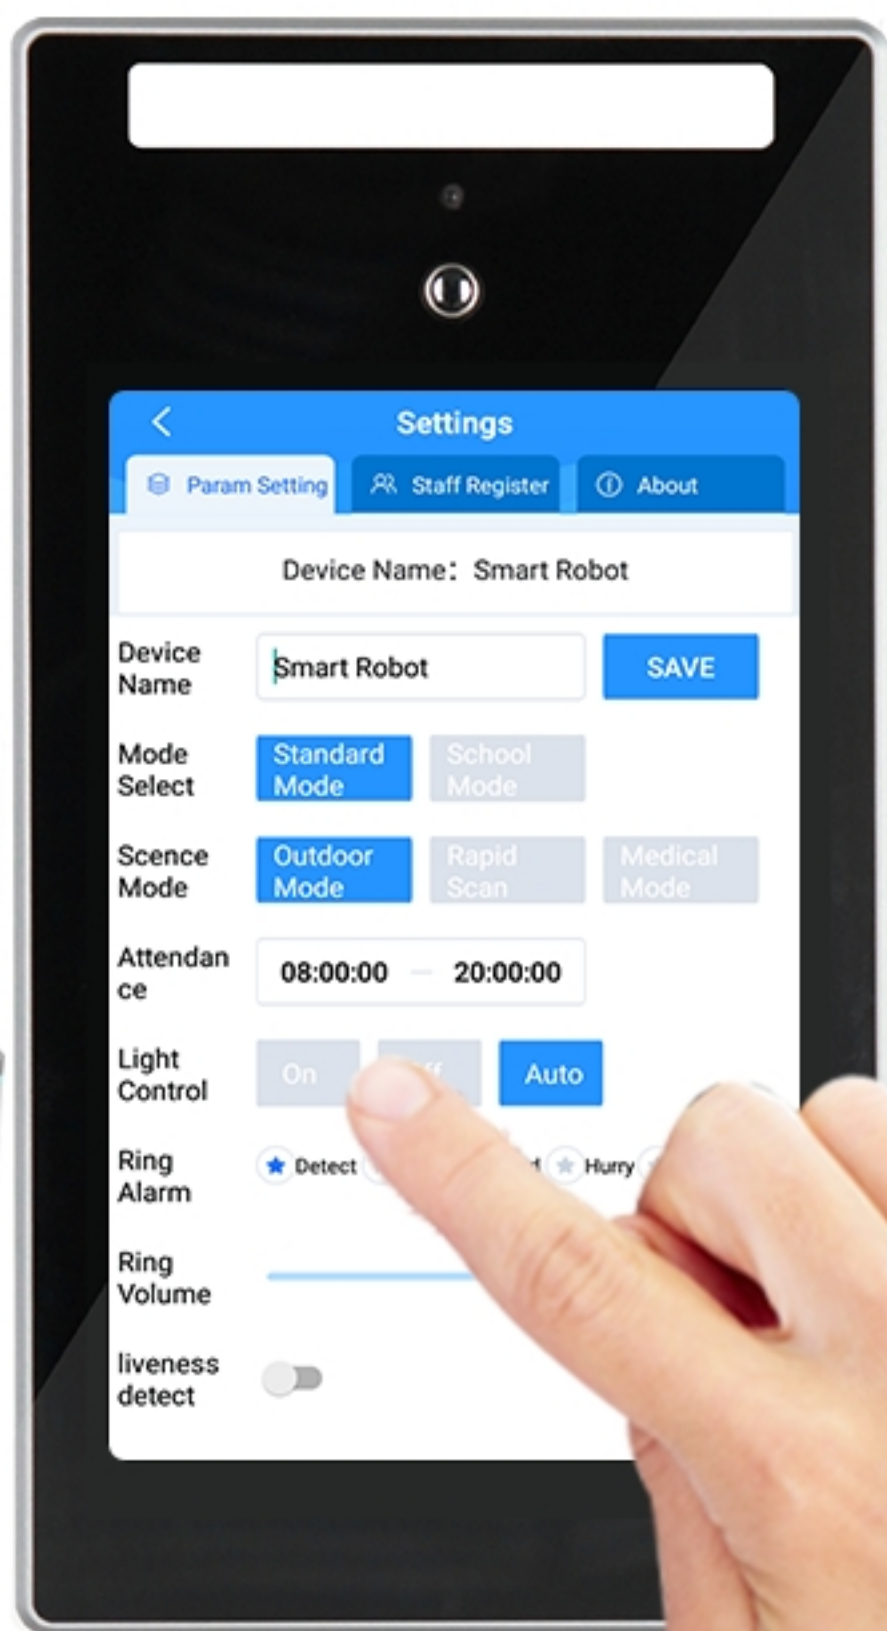 Settings
Param Setting Staff Register About
Device Name: Smart Robot
Device
Name
Smart Robot
SAVE
Mode
Select
Standard
Mode
School
Mode
Scence
Mode
Outdoor
Mode
Rapid
Scan
Medical
Mode
Attendan
ce
08:00:00 — 20:00:00
Light
Control
On
Auto
Ring
Alarm
Detect
Hurry
Ring
Volume
liveness
detect